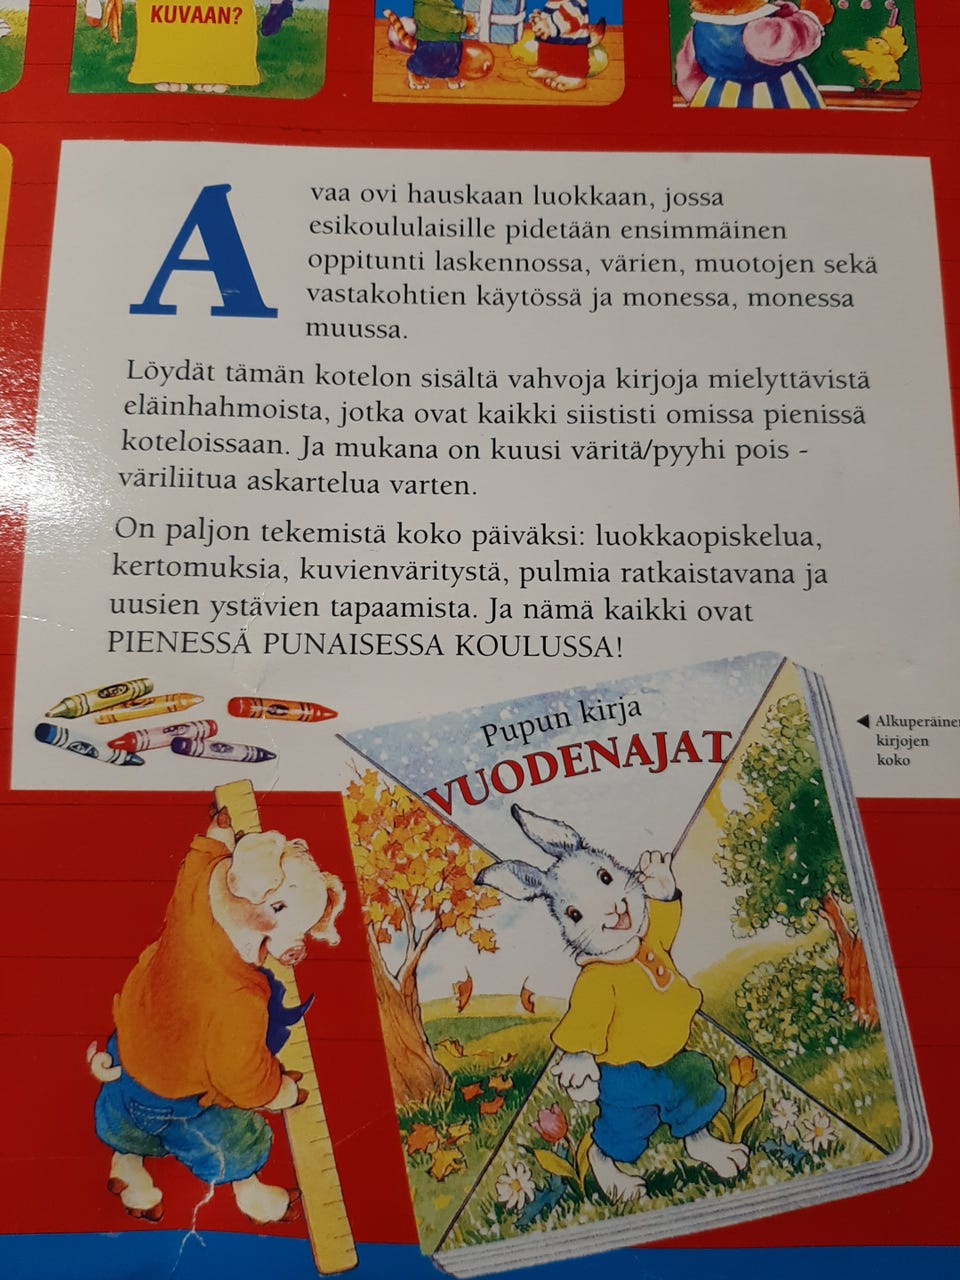 KUVAAN?
Avaa ovi hauskaan luokkaan, jossa
esikoululaisille pidetään ensimmäinen
oppitunti laskennossa, värien, muotojen sekä
vastakohtien käytössä ja monessa, monessa
muussa.
Löydät tämän kotelon sisältä vahvoja kirjoja mielyttävistä
eläinhahmoista, jotka ovat kaikki siististi omissa pienissä
koteloissaan. Ja mukana on kuusi väritä/pyyhi pois -
väriliitua askartelua varten.
On paljon tekemistä koko päiväksi: luokkaopiskelua,
kertomuksia, kuvienväritystä, pulmia ratkaistavana ja
uusien ystävien tapaamista. Ja nämä kaikki ovat
PIENESSÄ PUNAISESSA KOULUSSA!
Pupun kirja
VUODENAJAT
◀ Alkuperäinen
kirjojen
koko